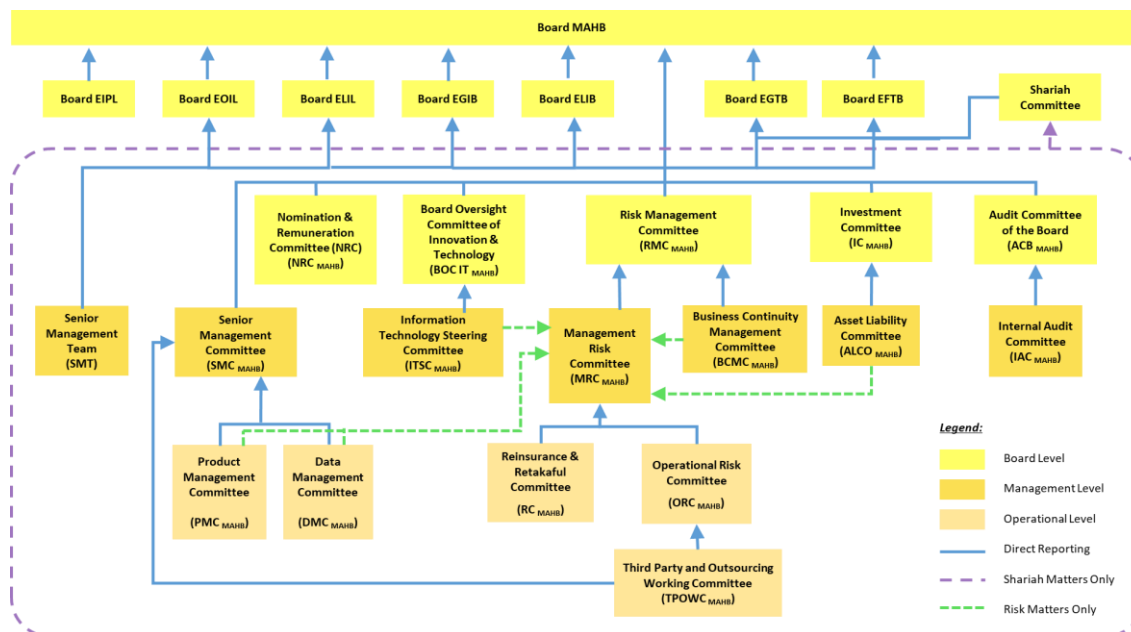 Board MAHB
Board EIPL
Board EOIL
Board ELIL
Board EGIB
Board ELIB
Board EGTB
Board EFTB
Shariah
Committee
Nomination &
Remuneration
Committee (NRC)
(NRC MAHB)
Board Oversight
Committee of
Innovation &
Technology
(BOC IT MAHB)
Risk Management
Committee
(RMC MAHB)
Investment
Committee
(IC MAHB)
Audit Committee
of the Board
(ACB MAHB)
Senior
Management
Team
(SMT)
Senior
Management
Committee
(SMC MAHB)
Information
Technology Steering
Committee
(ITSC MAHB)
Management
Risk
Committee
(MRC MAHB)
Business Continuity
Management
Committee
(BCMC MAHB)
Asset Liability
Committee
(ALCO MAHB)
Internal Audit
Committee
(IAC MAHB)
Product
Management
Committee
(PMC MAHB)
Data
Management
Committee
(DMC MAHB)
Reinsurance &
Retakaful Committee
(RC MAHB)
Operational Risk
Committee
(ORC MAHB)
Third Party and Outsourcing
Working Committee
(TPOWC MAHB)
Legend:
Board Level
Management Level
Operational Level
Direct Reporting
Shariah Matters Only
Risk Matters Only